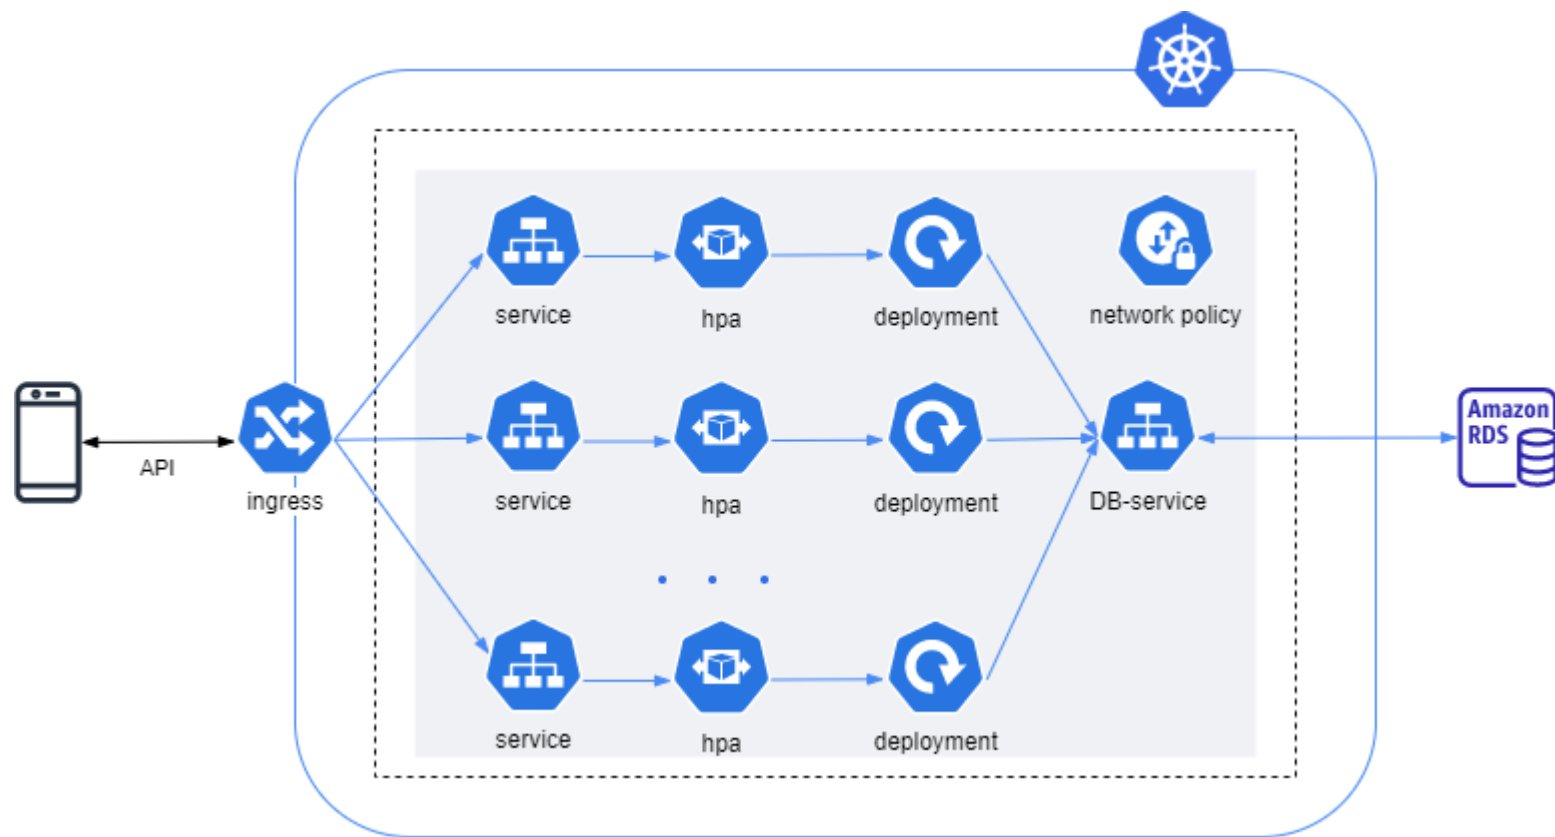 service
hpa
deployment
network policy
API
ingress
service
hpa
deployment
DB-service
Amazon
RDS
service
hpa
deployment